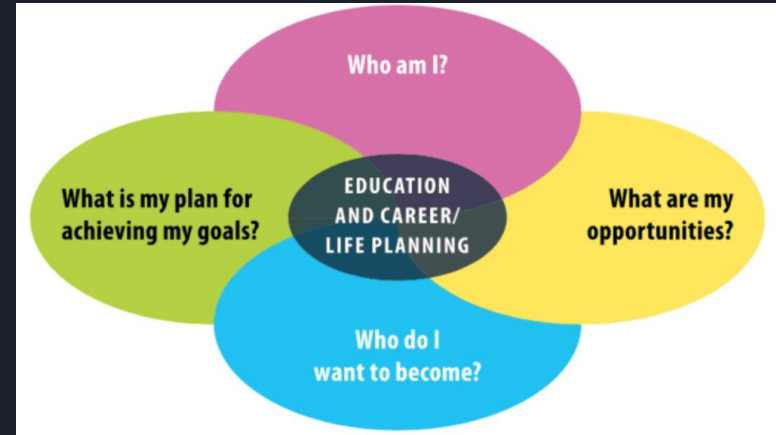 Who am I?
What is my plan for
achieving my goals?
EDUCATION
AND CAREER/
LIFE PLANNING
What are my
opportunities?
Who do I
want to become?